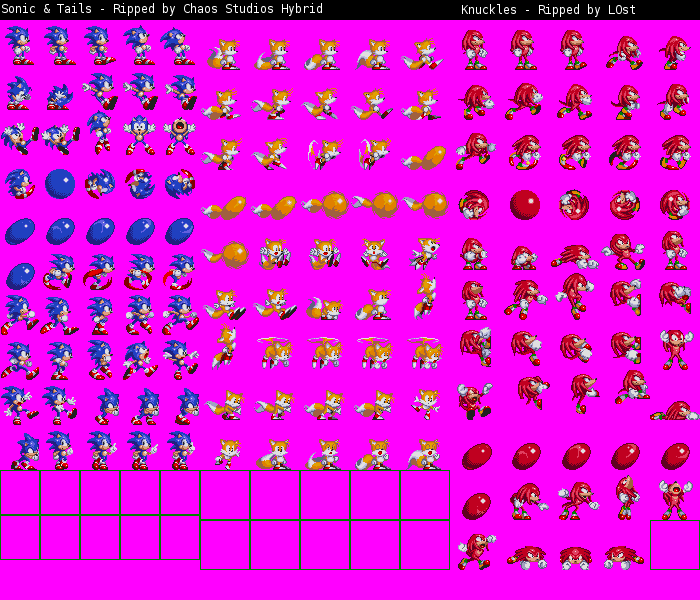 Sonic & Tails - Ripped by Chaos Studios Hybrid
Knuckles - Ripped by LOst